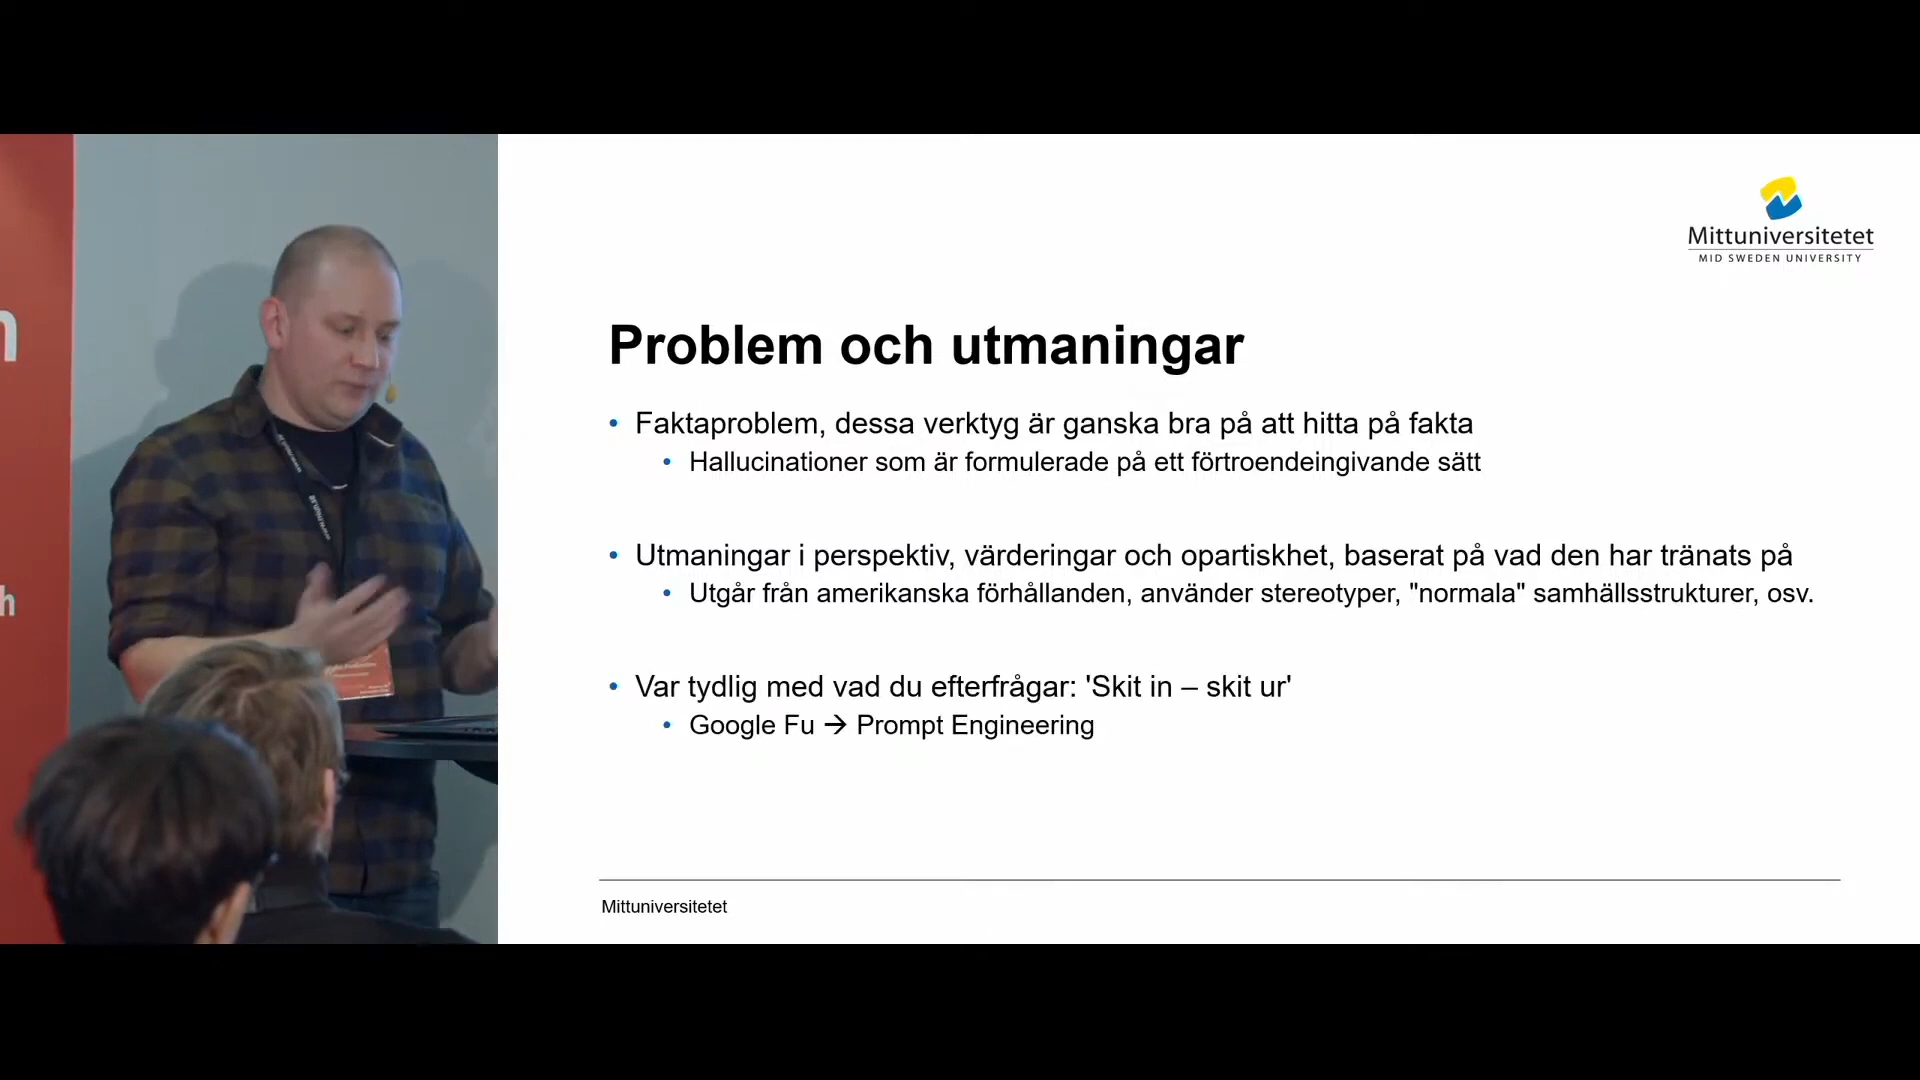 Mittuniversitetet
MID SWEDEN UNIVERSITY
Problem och utmaningar
• Faktaproblem, dessa verktyg är ganska bra på att hitta på fakta
• Hallucinationer som är formulerade på ett förtroendeingivande sätt
• Utmaningar i perspektiv, värderingar och opartiskhet, baserat på vad den har tränats på
• Utgår från amerikanska förhållanden, använder stereotyper, "normala" samhällsstrukturer, osv.
• Var tydlig med vad du efterfrågar: 'Skit in – skit ur'
• Google Fu → Prompt Engineering
Mittuniversitetet